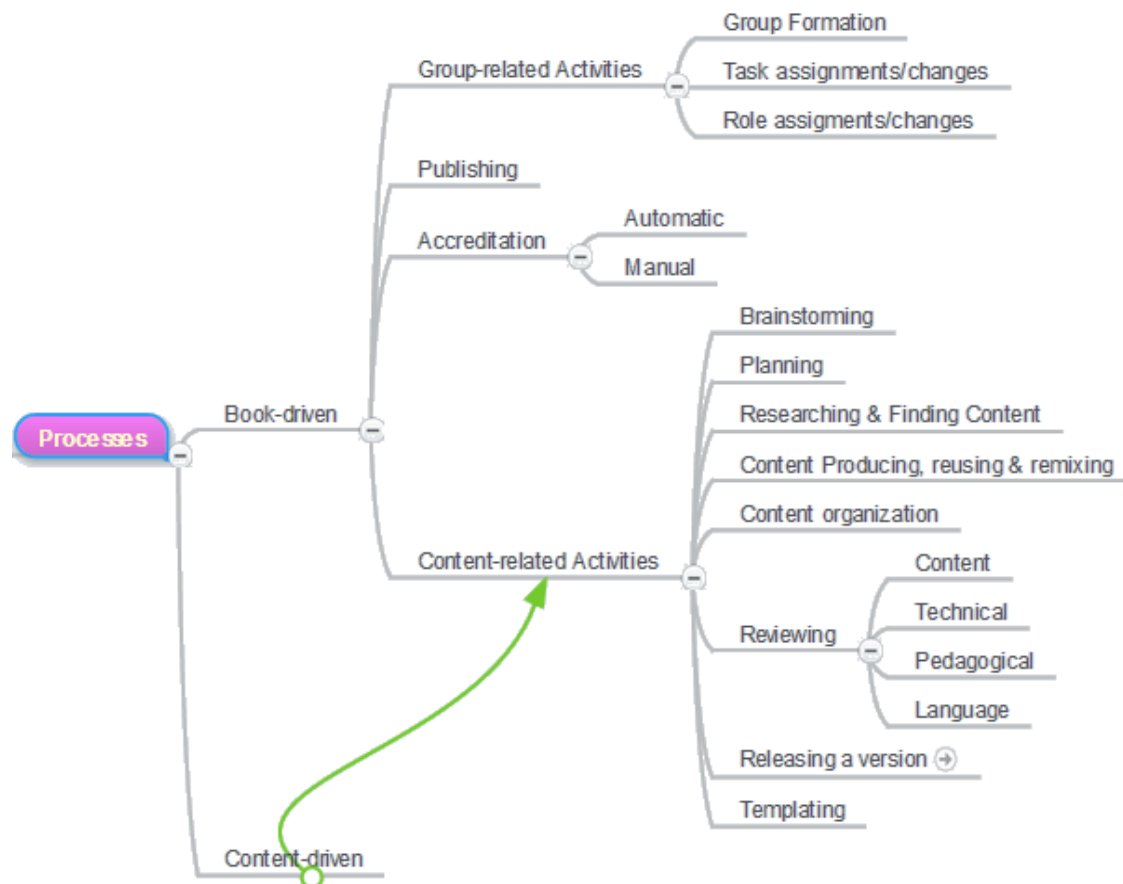 Group Formation
Group-related Activities
Task assignments/changes
Role assigments/changes
Publishing
Automatic
Accreditation
Manual
Brainstorming
Planning
Book-driven
Researching & Finding Content
Processes
Content Producing, reusing & remixing
Content organization
Content-related Activities
Content
Technical
Reviewing
Pedagogical
Language
Releasing a version
Templating
Content-driven